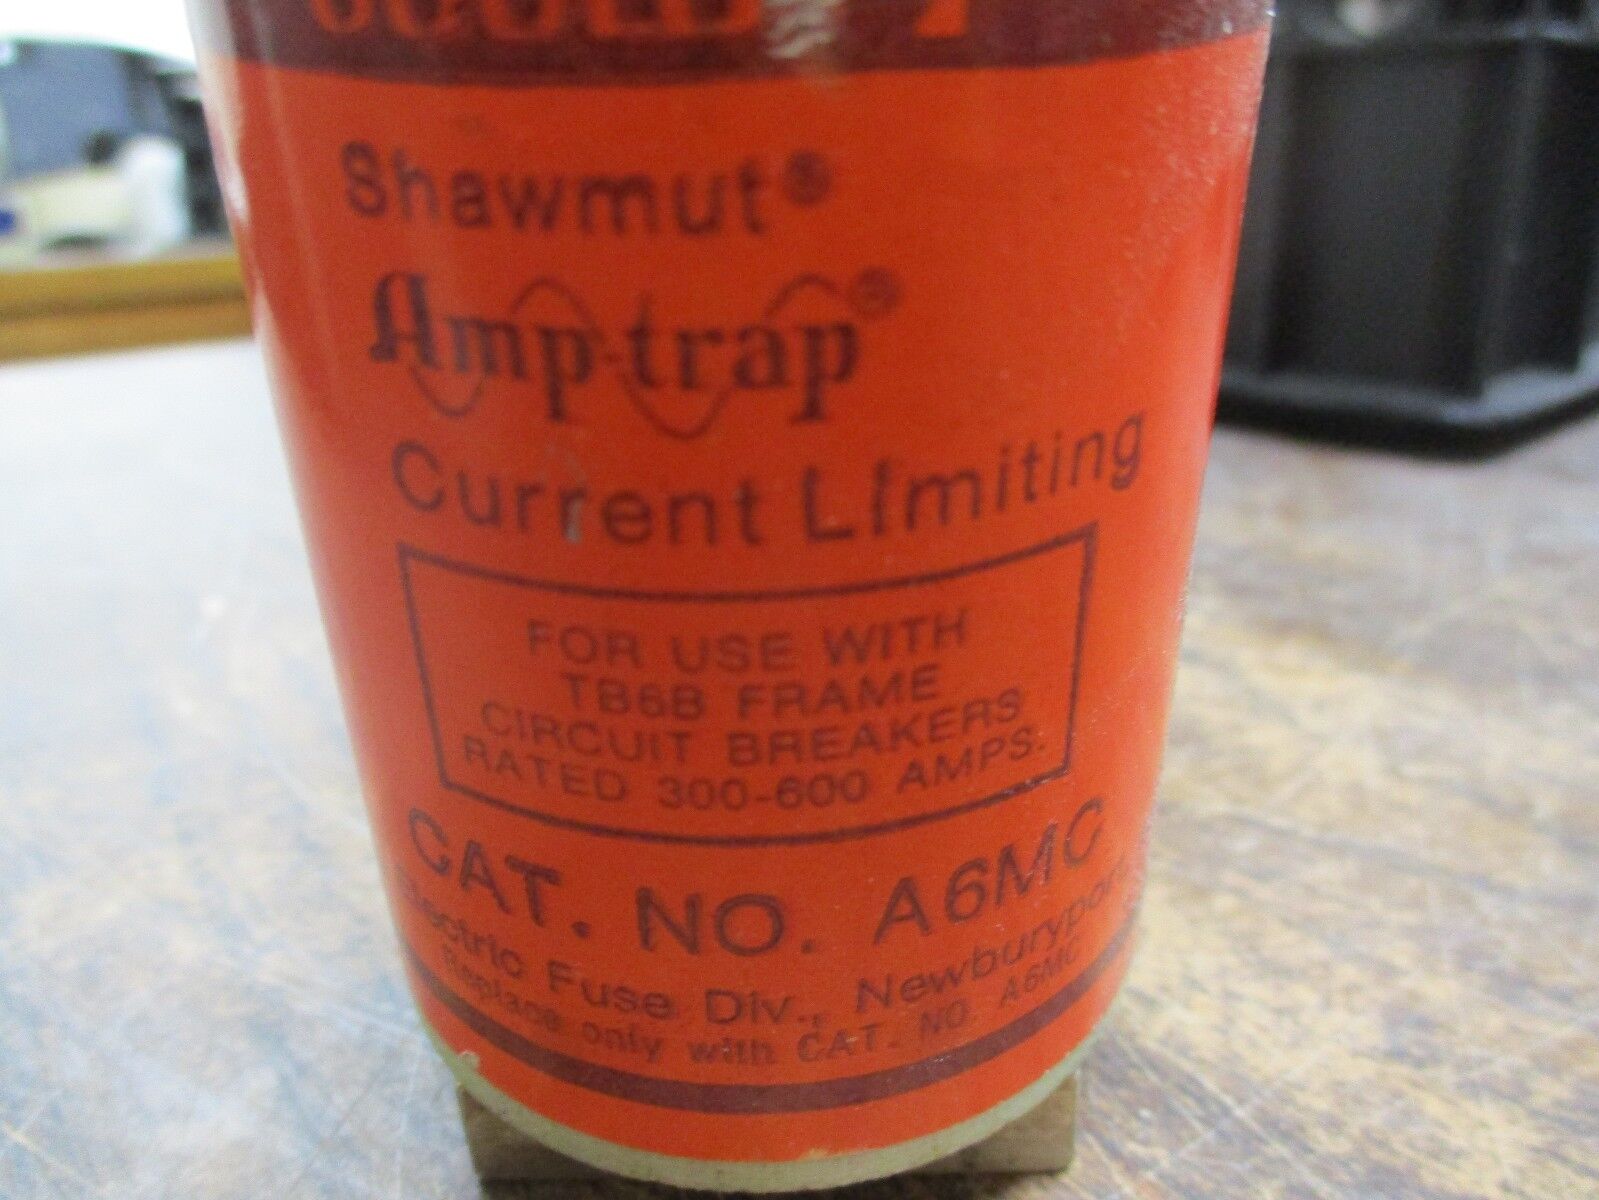 Shawmut®
Amp-trap®
Current Limiting
FOR USE WITH
TB6B FRAME
CIRCUIT BREAKERS
RATED 300-600 AMPS.
CAT. NO. A6MC
Electric Fuse Div., Newburyport
Replace only with CAT. NO. A6MC